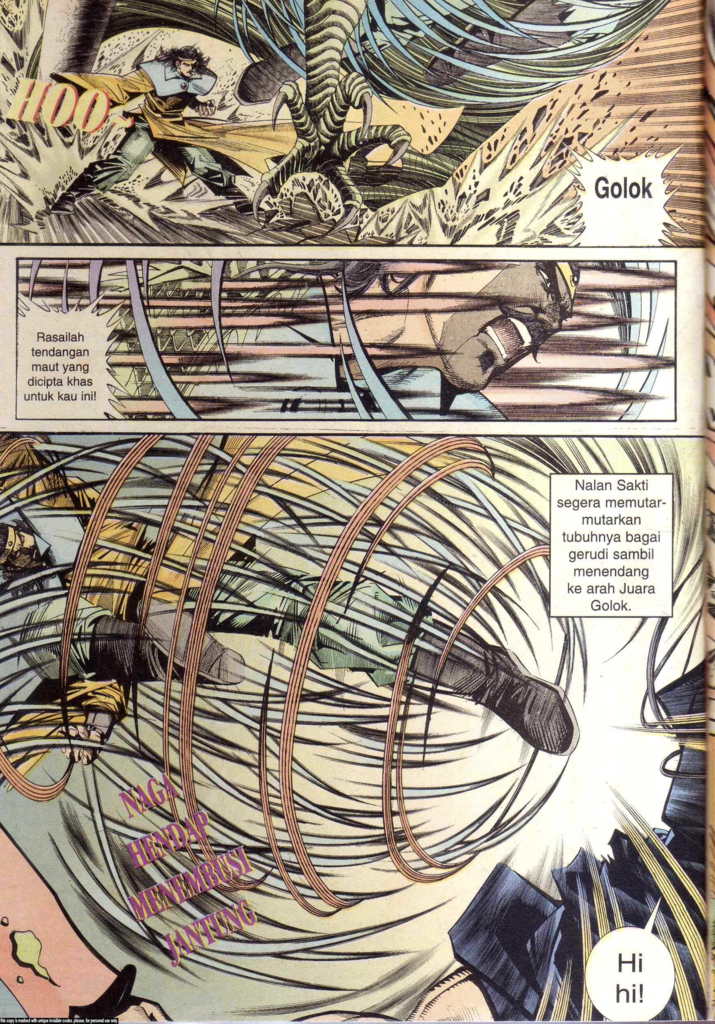 HOO
Golok
Rasailah
tendangan
maut yang
dicipta khas
untuk kau ini!
Nalan Sakti
segera memutar-
mutarkan
tubuhnya bagai
gerudi sambil
menendang
ke arah Juara
Golok.
NAGA
HENDAP
MENEMBUSI
JANTUNG
Hi
hi!